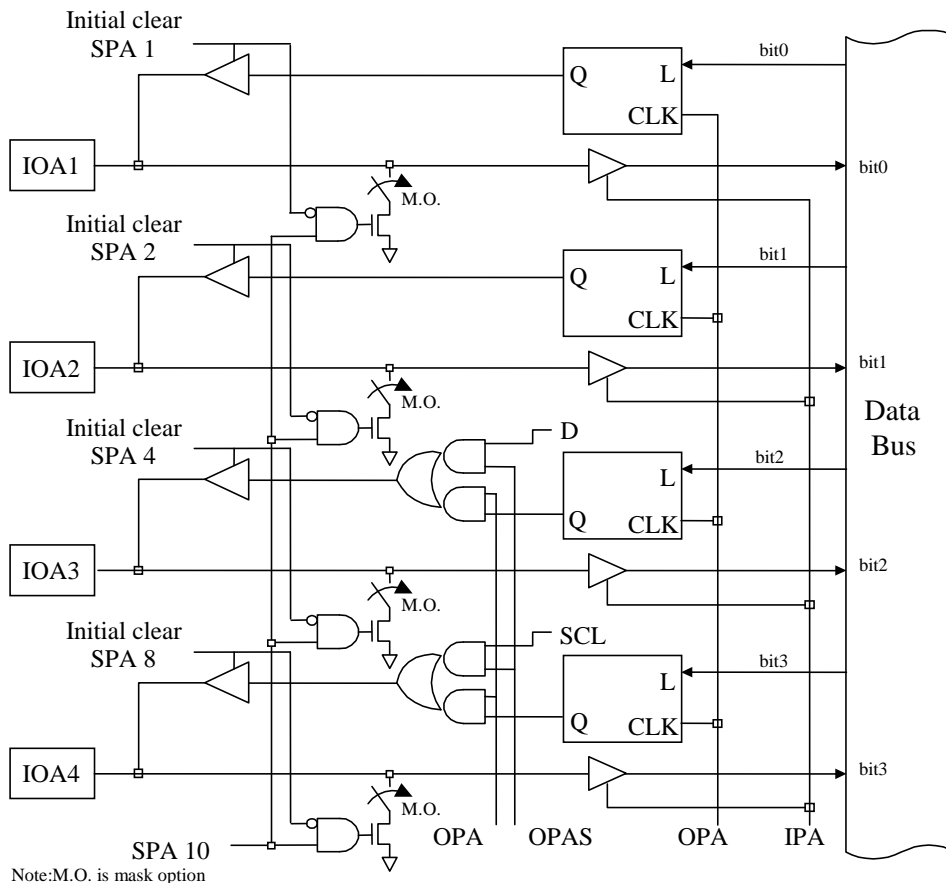 Initial clear
SPA 1
Q
L
CLK
bit0
IOA1
bit0
M.O.
Initial clear
SPA 2
Q
L
CLK
bit1
IOA2
bit1
M.O.
Data
Bus
Initial clear
SPA 4
D
Q
L
CLK
bit2
IOA3
bit2
M.O.
Initial clear
SPA 8
SCL
Q
L
CLK
bit3
IOA4
bit3
M.O.
SPA 10
OPA
OPAS
OPA
IPA
Note:M.O. is mask option